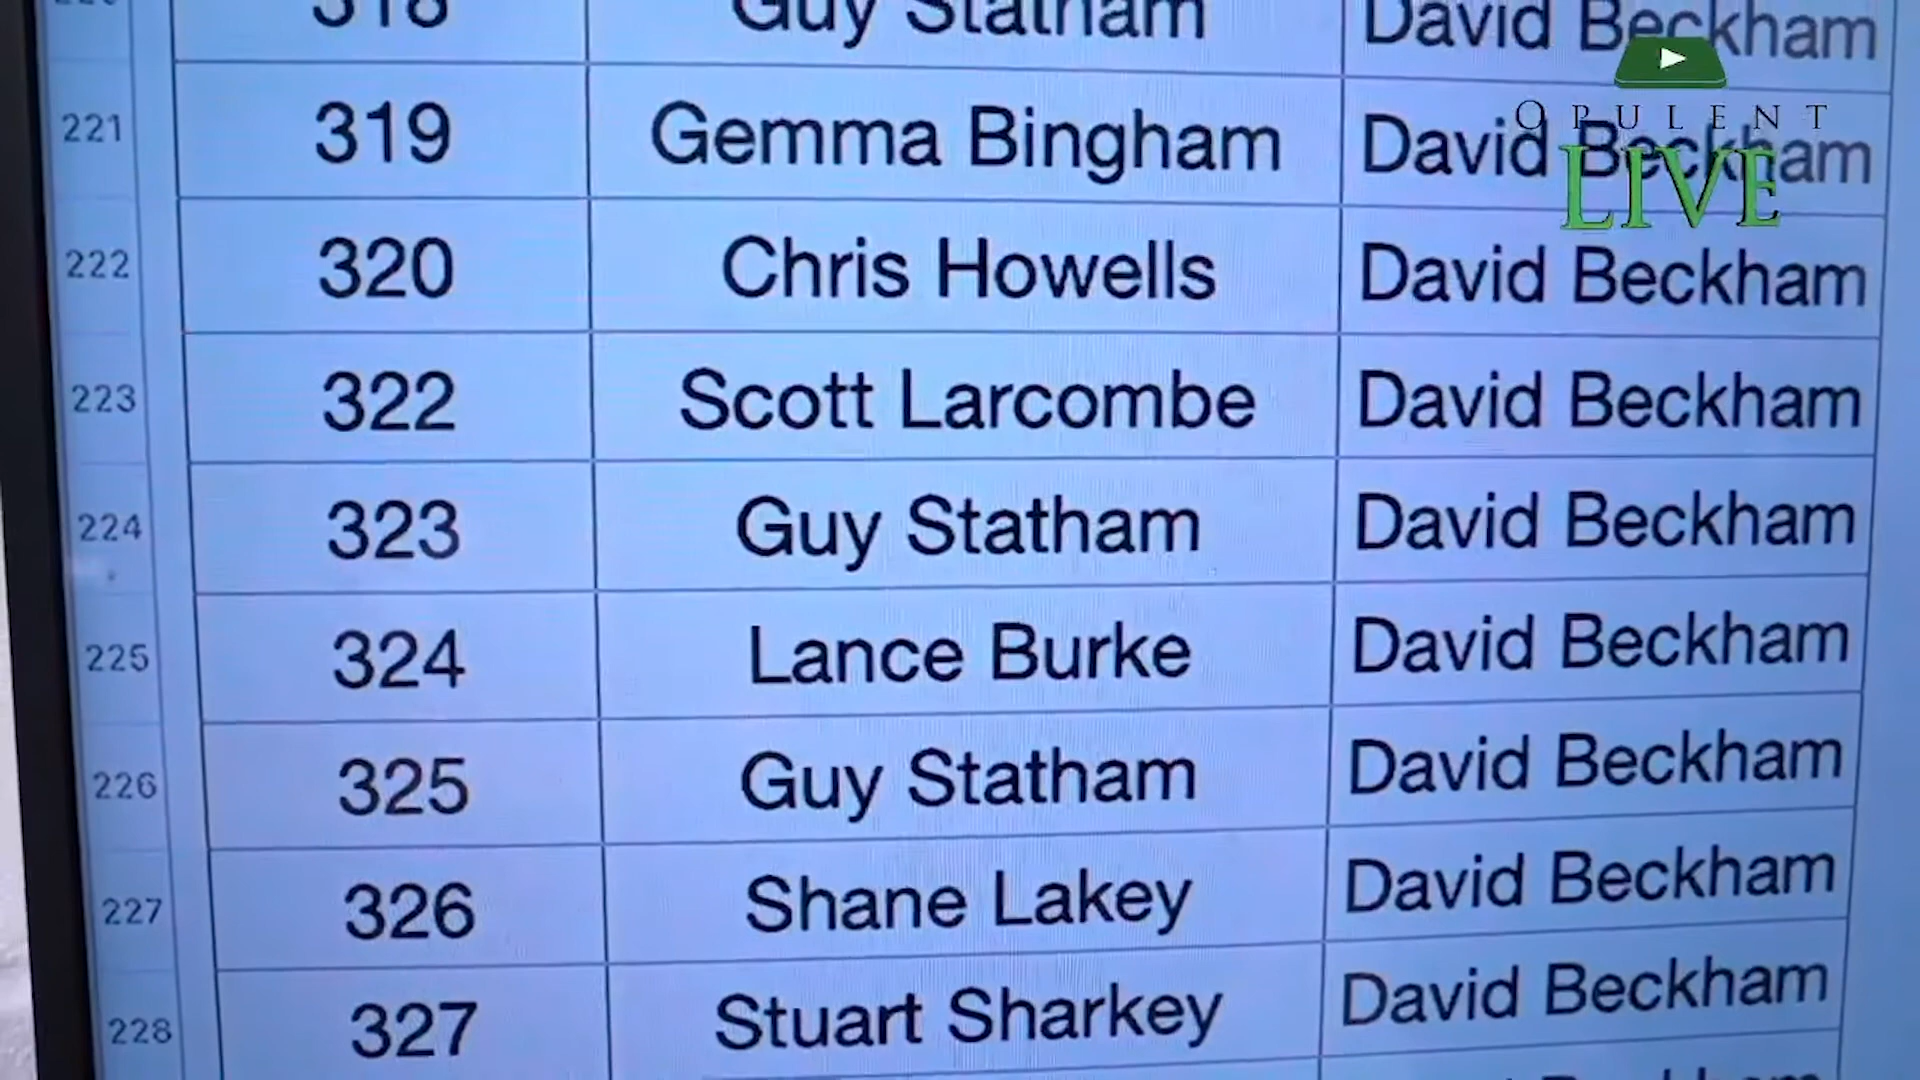 318 Guy Statham David Beckham
221 319 Gemma Bingham David Beckham
OPULENT
LIVE
222 320 Chris Howells David Beckham
223 322 Scott Larcombe David Beckham
224 323 Guy Statham David Beckham
225 324 Lance Burke David Beckham
226 325 Guy Statham David Beckham
227 326 Shane Lakey David Beckham
228 327 Stuart Sharkey David Beckham